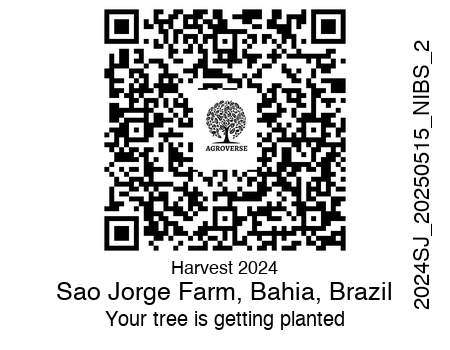 AGROVERSE
Harvest 2024
Sao Jorge Farm, Bahia, Brazil
Your tree is getting planted
2024SJ_20250515_NIBS_2